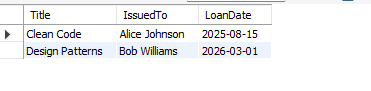 Title IssuedTo LoanDate
Clean Code Alice Johnson 2025-08-15
Design Patterns Bob Williams 2026-03-01